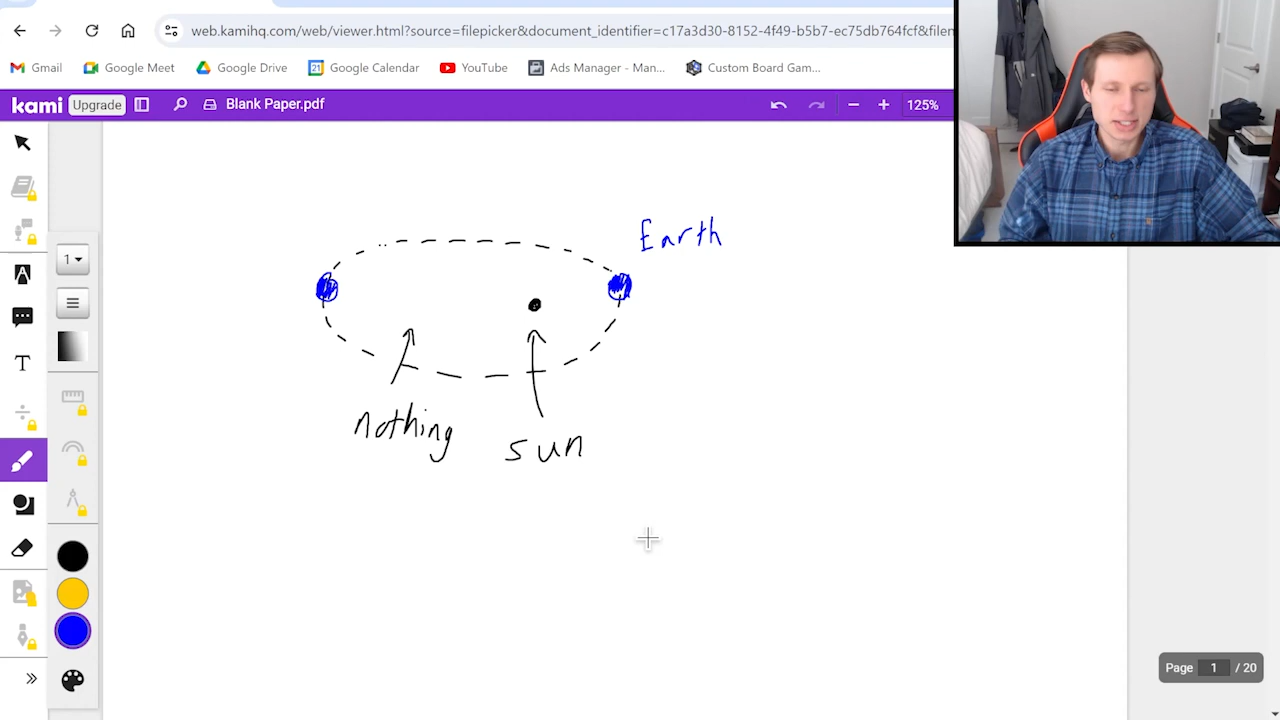 web.kamihq.com/web/viewer.html?source=filepicker&document_identifier=c17a3d30-8152-4f49-b5b7-ec75db764fcf&filen
Gmail Google Meet Google Drive 21 Google Calendar YouTube Ads Manager - Man... Custom Board Gam...
kami Upgrade Blank Paper.pdf 125%
Earth
1
A
T
nothing
sun
Page 1 / 20